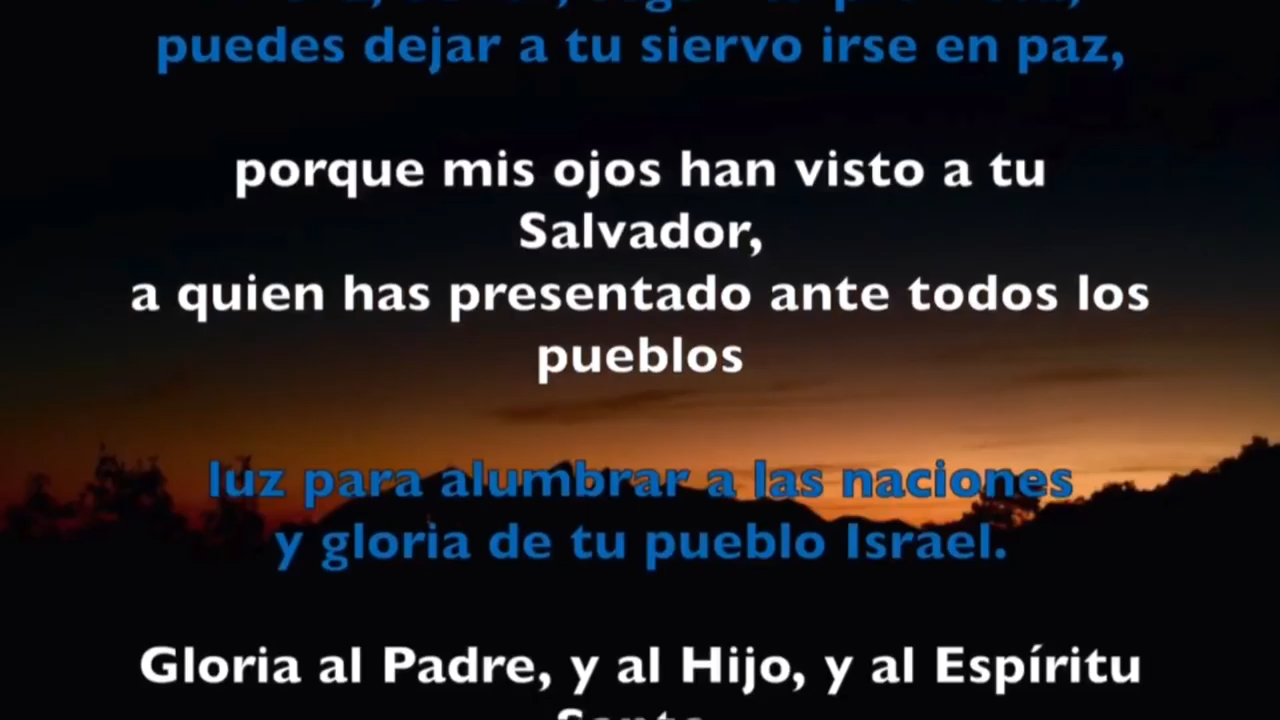 puedes dejar a tu siervo irse en paz,
porque mis ojos han visto a tu
Salvador,
a quien has presentado ante todos los
pueblos
luz para alumbrar a las naciones
y gloria de tu pueblo Israel.
Gloria al Padre, y al Hijo, y al Espíritu